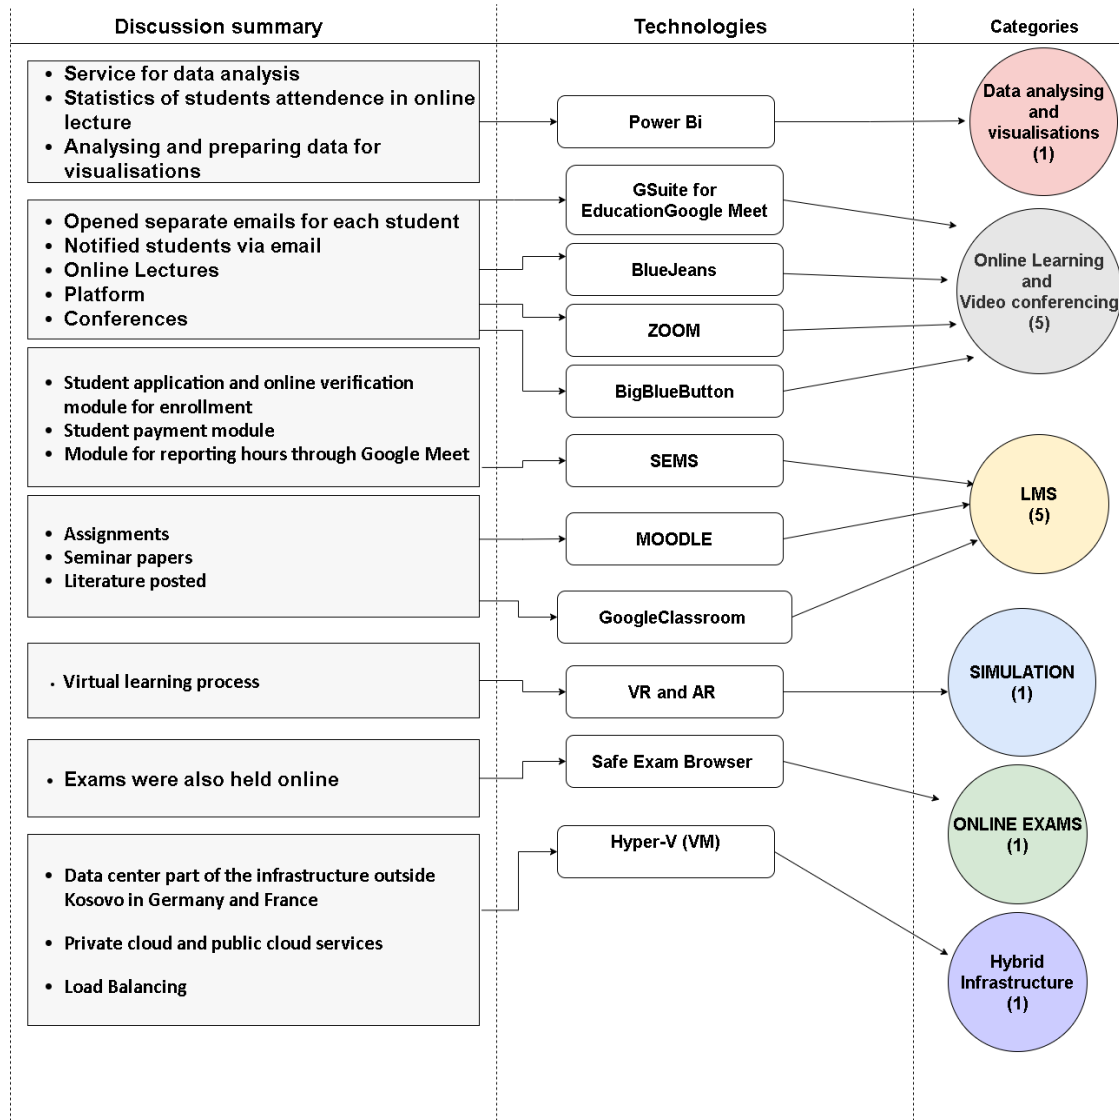 Discussion summary
Technologies
Categories
• Service for data analysis
• Statistics of students attendence in online
lecture
• Analysing and preparing data for
visualisations
Power Bi
Data analysing
and
visualisations
(1)
• Opened separate emails for each student
• Notified students via email
• Online Lectures
• Platform
• Conferences
GSuite for
EducationGoogle Meet
BlueJeans
ZOOM
BigBlueButton
Online Learning
and
Video conferencing
(5)
• Student application and online verification
module for enrollment
• Student payment module
• Module for reporting hours through Google Meet
SEMS
• Assignments
• Seminar papers
• Literature posted
MOODLE
GoogleClassroom
LMS
(5)
• Virtual learning process
VR and AR
SIMULATION
(1)
• Exams were also held online
Safe Exam Browser
ONLINE EXAMS
(1)
• Data center part of the infrastructure outside
Kosovo in Germany and France
• Private cloud and public cloud services
• Load Balancing
Hyper-V (VM)
Hybrid
Infrastructure
(1)